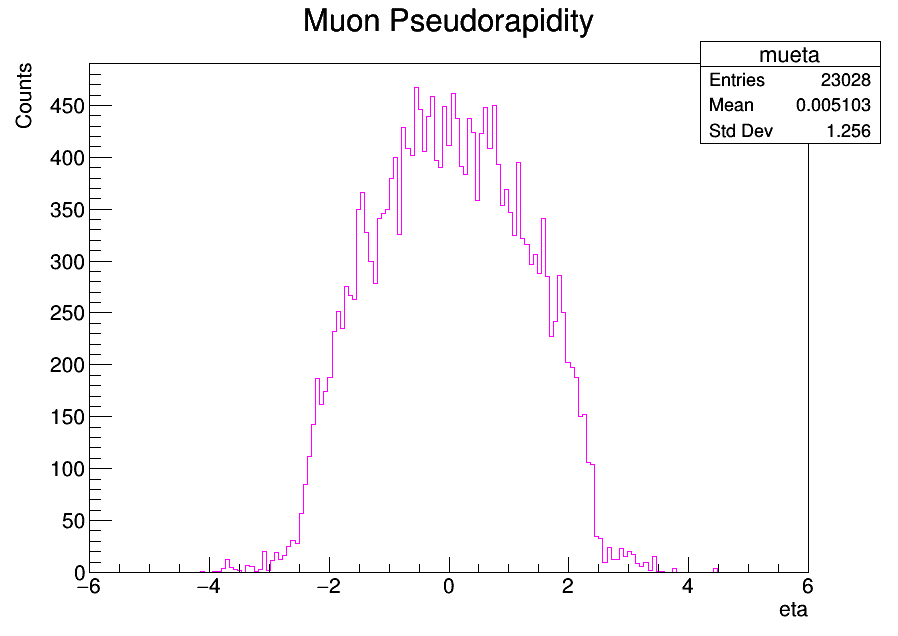 Muon Pseudorapidity
mueta
Entries 23028
Mean 0.005103
Std Dev 1.256
Counts
450
400
350
300
250
200
150
100
50
0
−6 −4 −2 0 2 4 6
eta